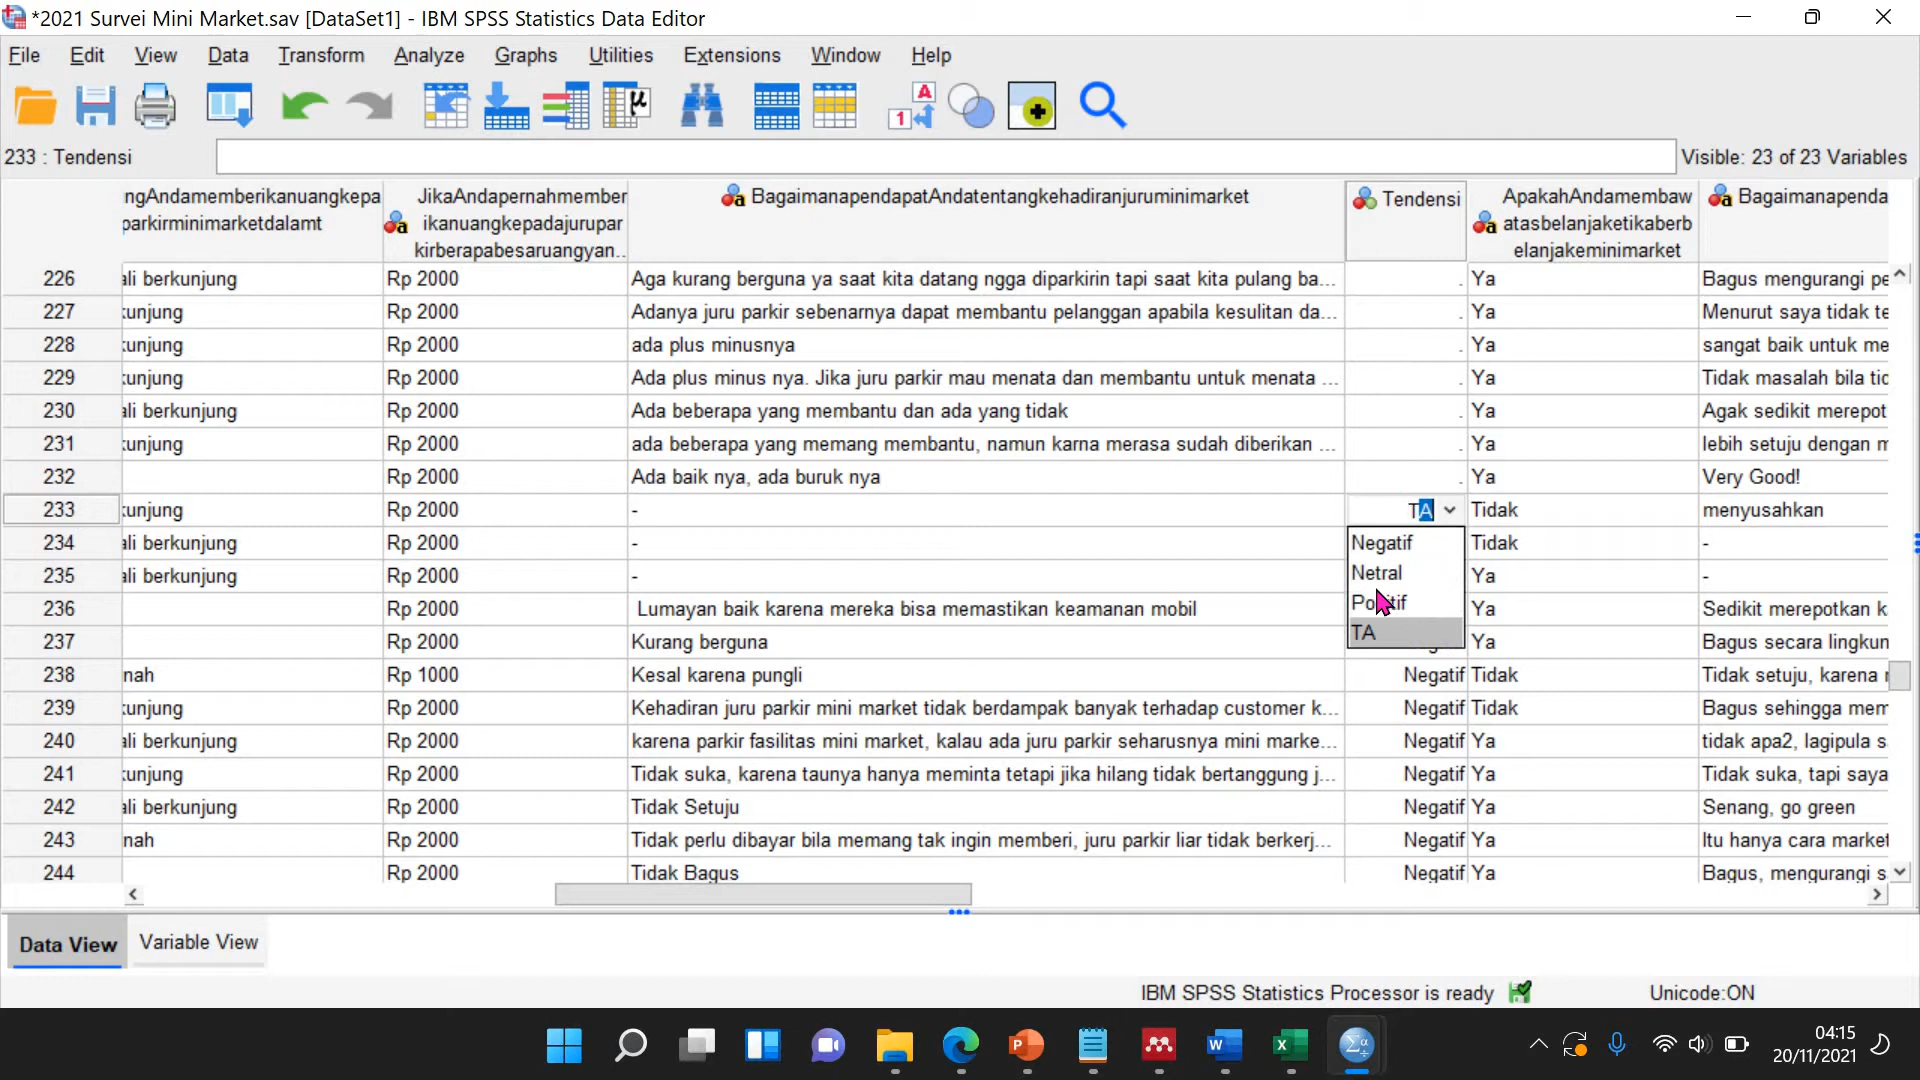 *2021 Survei Mini Market.sav [DataSet1] - IBM SPSS Statistics Data Editor
File Edit View Data Transform Analyze Graphs Utilities Extensions Window Help
233 : Tendensi
Visible: 23 of 23 Variables
ngAndamemberikanuangkepa
parkirminimarketdalamt
JikaAndapernahmember
ikanuangkepadajurupar
kirberapabesaruangyan..
BagaimanapendapatAndatentangkehadiranjuruminimarket
Tendensi
ApakahAndamembaw
atasbelanjaketikaberb
elanjakeminimarket
Bagaimanapenda
226 ali berkunjung Rp 2000 Aga kurang berguna ya saat kita datang ngga diparkirin tapi saat kita pulang ba... . Ya Bagus mengurangi pe
227 kunjung Rp 2000 Adanya juru parkir sebenarnya dapat membantu pelanggan apabila kesulitan da... . Ya Menurut saya tidak te
228 kunjung Rp 2000 ada plus minusnya . Ya sangat baik untuk me
229 kunjung Rp 2000 Ada plus minus nya. Jika juru parkir mau menata dan membantu untuk menata ... . Ya Tidak masalah bila tid
230 ali berkunjung Rp 2000 Ada beberapa yang membantu dan ada yang tidak . Ya Agak sedikit merepot
231 kunjung Rp 2000 ada beberapa yang memang membantu, namun karna merasa sudah diberikan ... . Ya lebih setuju dengan m
232 Rp 2000 Ada baik nya, ada buruk nya . Ya Very Good!
233 kunjung Rp 2000 - TA Tidak menyusahkan
234 ali berkunjung Rp 2000 - Negatif Tidak -
235 ali berkunjung Rp 2000 - Netral Ya -
236 Rp 2000 Lumayan baik karena mereka bisa memastikan keamanan mobil Positif Ya Sedikit merepotkan k
237 Rp 2000 Kurang berguna TA Ya Bagus secara lingkun
238 nah Rp 1000 Kesal karena pungli Negatif Tidak Tidak setuju, karena
239 kunjung Rp 2000 Kehadiran juru parkir mini market tidak berdampak banyak terhadap customer k... Negatif Tidak Bagus sehingga mem
240 ali berkunjung Rp 2000 karena parkir fasilitas mini market, kalau ada juru parkir seharusnya mini marke... Negatif Ya tidak apa2, lagipula s
241 kunjung Rp 2000 Tidak suka, karena taunya hanya meminta tetapi jika hilang tidak bertanggung j... Negatif Ya Tidak suka, tapi saya
242 ali berkunjung Rp 2000 Tidak Setuju Negatif Ya Senang, go green
243 nah Rp 2000 Tidak perlu dibayar bila memang tak ingin memberi, juru parkir liar tidak berkerj... Negatif Ya Itu hanya cara market
244 Rp 2000 Tidak Bagus Negatif Ya Bagus, mengurangi s
Data View Variable View
IBM SPSS Statistics Processor is ready Unicode:ON
04:15
20/11/2021